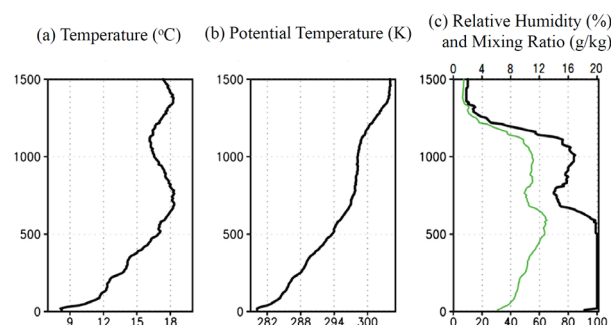 (a) Temperature (°C) (b) Potential Temperature (K) (c) Relative Humidity (%)
and Mixing Ratio (g/kg)
0 4 8 12 16 20
1500 1500 1500
1000 1000 1000
500 500 500
0 0 0
9 12 15 18 282 288 294 300 0 20 40 60 80 100